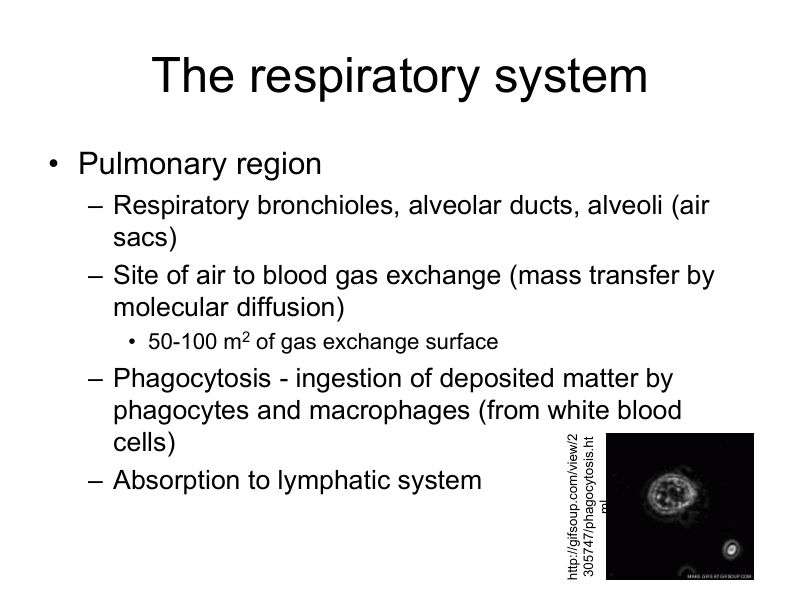 The respiratory system
• Pulmonary region
– Respiratory bronchioles, alveolar ducts, alveoli (air
sacs)
– Site of air to blood gas exchange (mass transfer by
molecular diffusion)
• 50-100 m² of gas exchange surface
– Phagocytosis - ingestion of deposited matter by
phagocytes and macrophages (from white blood
cells)
– Absorption to lymphatic system
http://gifsoup.com/view/2
305747/phagocytosis.ht
ml
MAKE GIFS AT GIFSOUP.COM